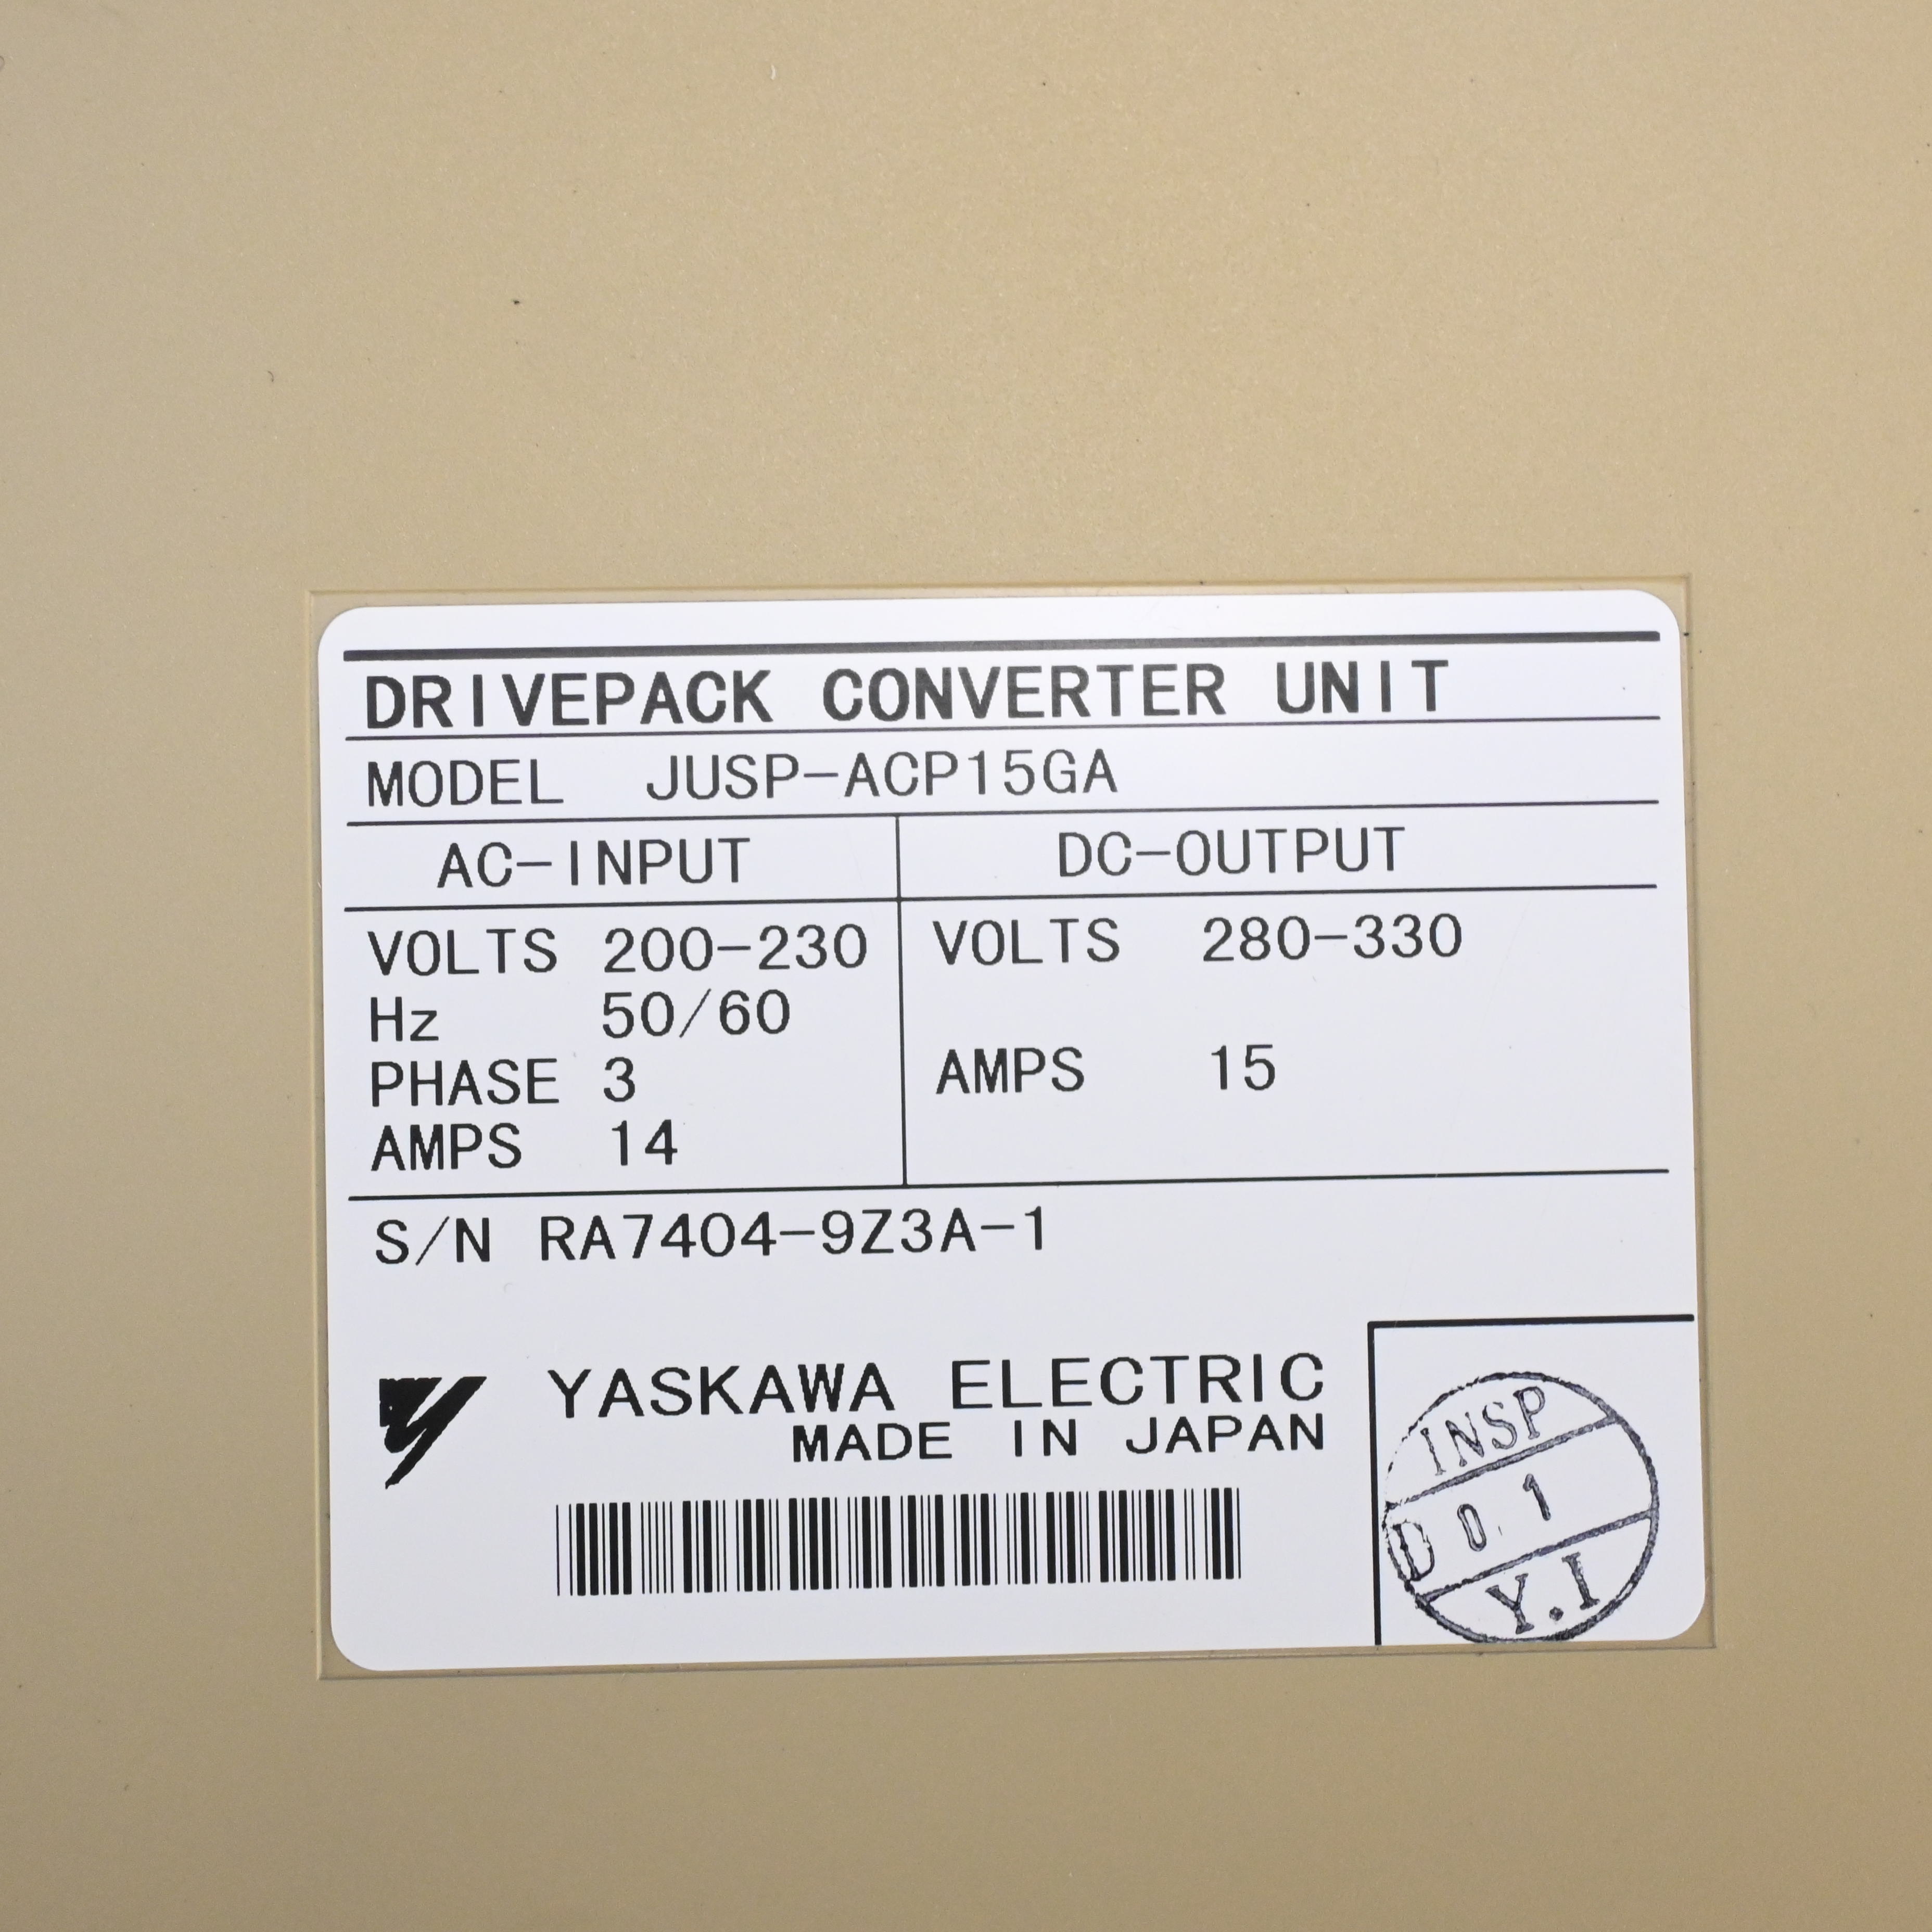 DRIVEPACK CONVERTER UNIT
MODEL JUSP-ACP15GA
AC-INPUT DC-OUTPUT
VOLTS 200-230 VOLTS 280-330
Hz 50/60
PHASE 3 AMPS 15
AMPS 14
S/N RA7404-9Z3A-1
YASKAWA ELECTRIC
MADE IN JAPAN
INSP
D 0.1
Y.I